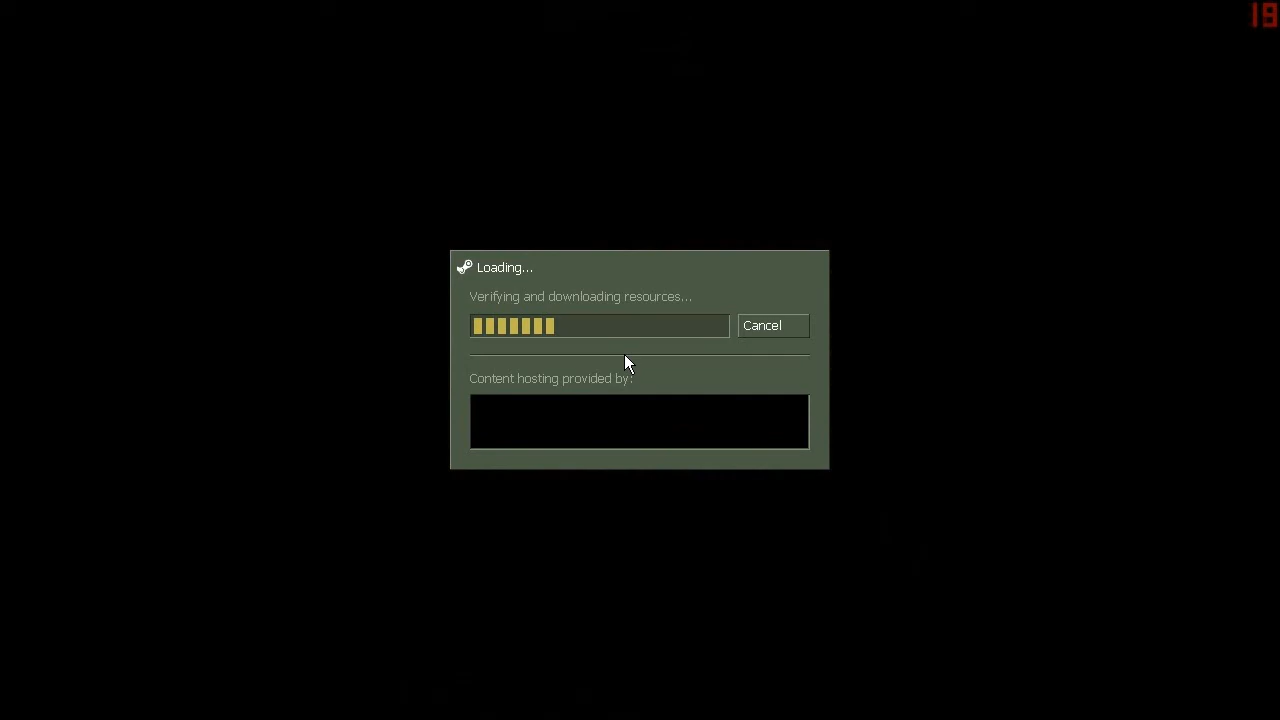 19
Loading...
Verifying and downloading resources...
Cancel
Content hosting provided by: